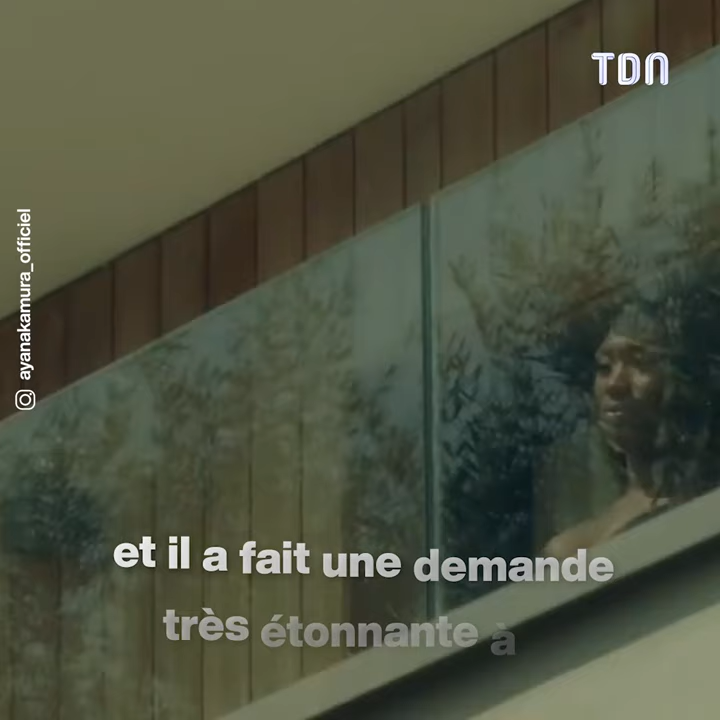 TDN
ayanakamura_officiel
et il a fait une demande
très étonnante à